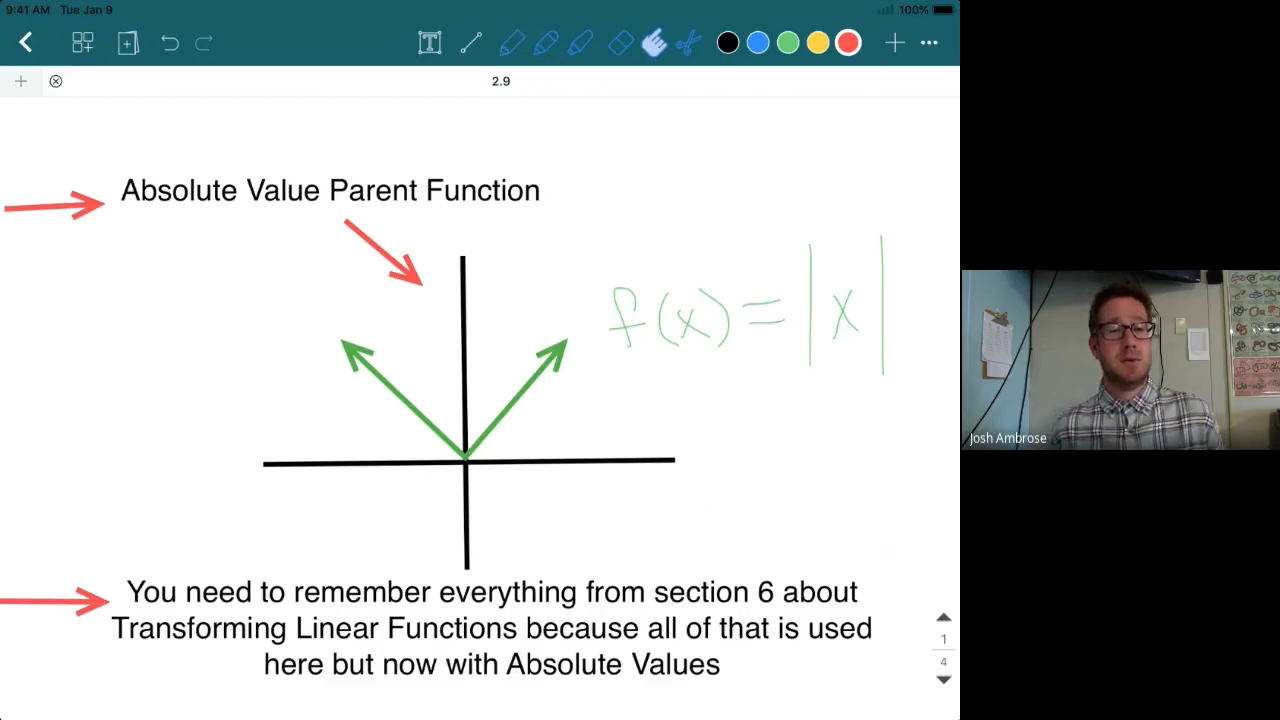 9:41 AM Tue Jan 9
100%
T
2.9
Absolute Value Parent Function
f(x) = |x|
Josh Ambrose
You need to remember everything from section 6 about
Transforming Linear Functions because all of that is used
here but now with Absolute Values
1
4